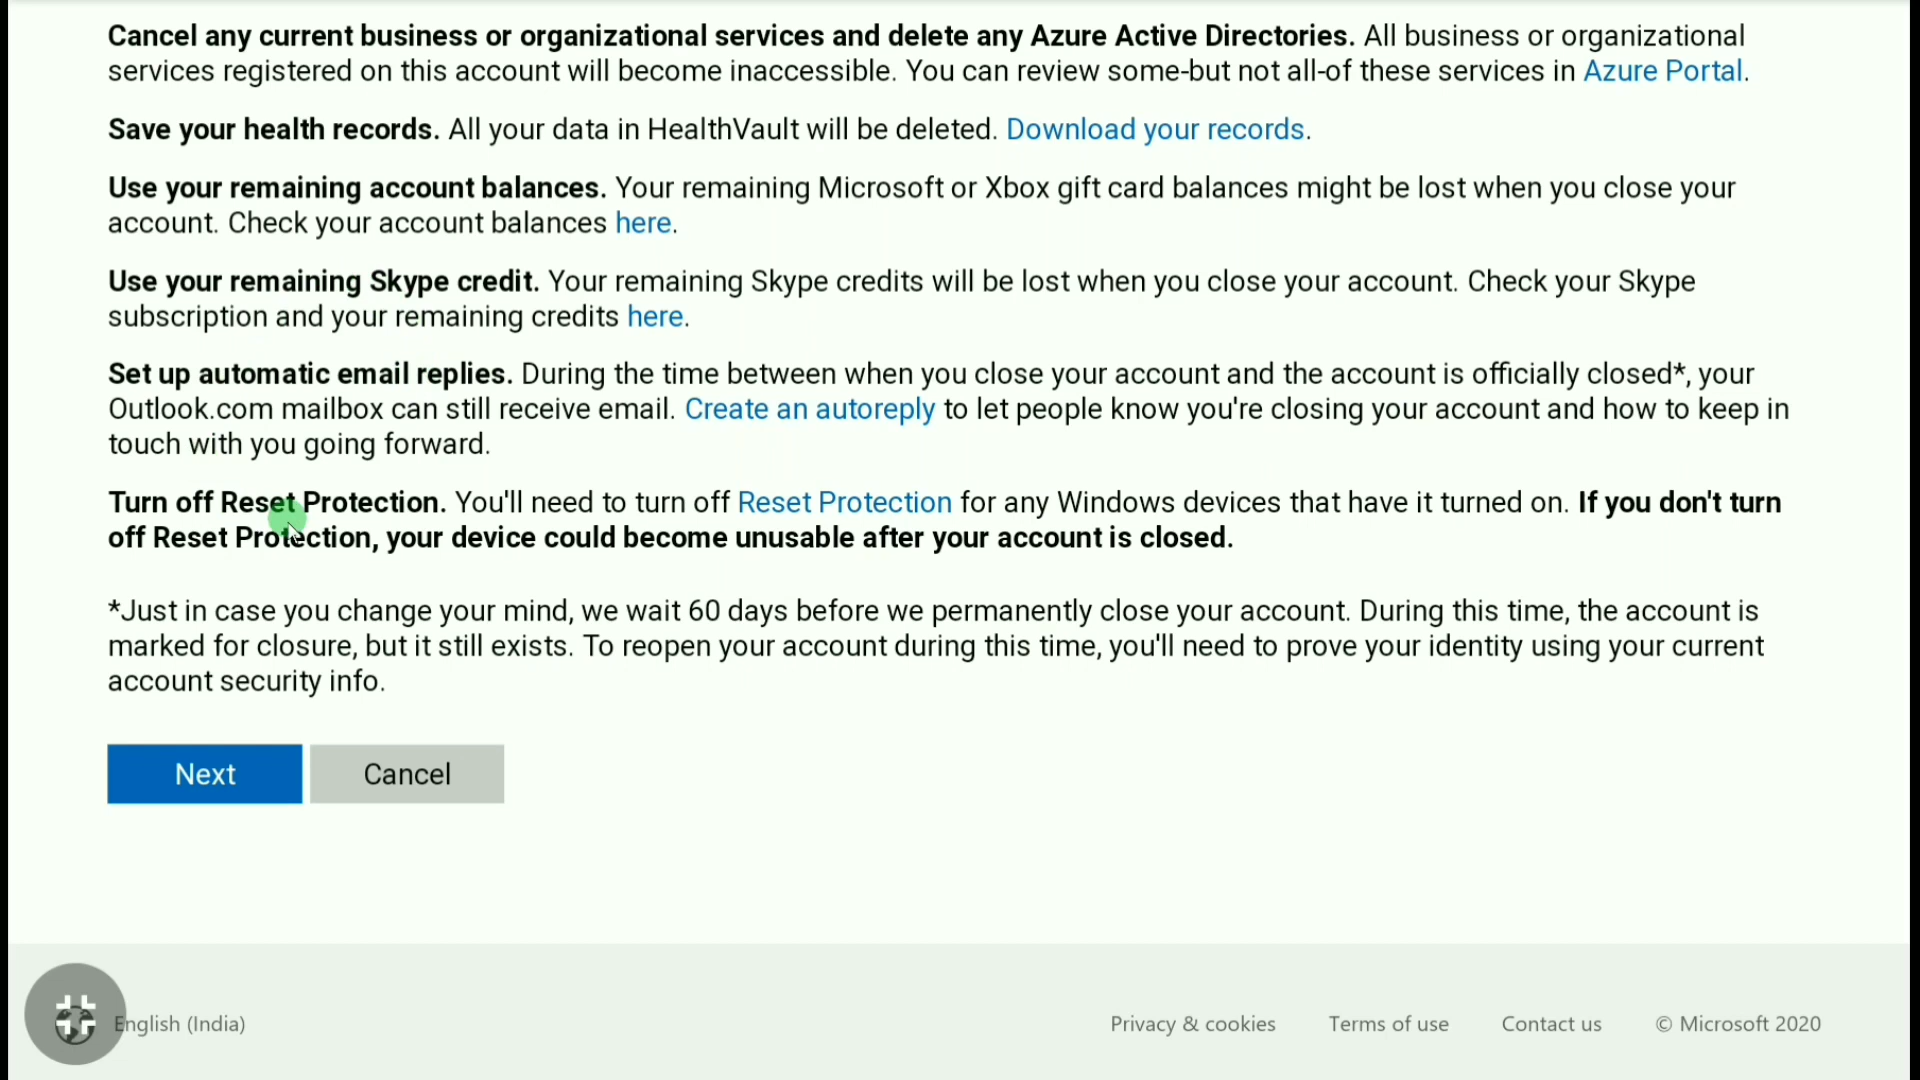 Cancel any current business or organizational services and delete any Azure Active Directories. All business or organizational
services registered on this account will become inaccessible. You can review some-but not all-of these services in Azure Portal.
Save your health records. All your data in HealthVault will be deleted. Download your records.
Use your remaining account balances. Your remaining Microsoft or Xbox gift card balances might be lost when you close your
account. Check your account balances here.
Use your remaining Skype credit. Your remaining Skype credits will be lost when you close your account. Check your Skype
subscription and your remaining credits here.
Set up automatic email replies. During the time between when you close your account and the account is officially closed*, your
Outlook.com mailbox can still receive email. Create an autoreply to let people know you're closing your account and how to keep in
touch with you going forward.
Turn off Reset Protection. You'll need to turn off Reset Protection for any Windows devices that have it turned on. If you don't turn
off Reset Protection, your device could become unusable after your account is closed.
*Just in case you change your mind, we wait 60 days before we permanently close your account. During this time, the account is
marked for closure, but it still exists. To reopen your account during this time, you'll need to prove your identity using your current
account security info.
Next Cancel
English (India) Privacy & cookies Terms of use Contact us © Microsoft 2020